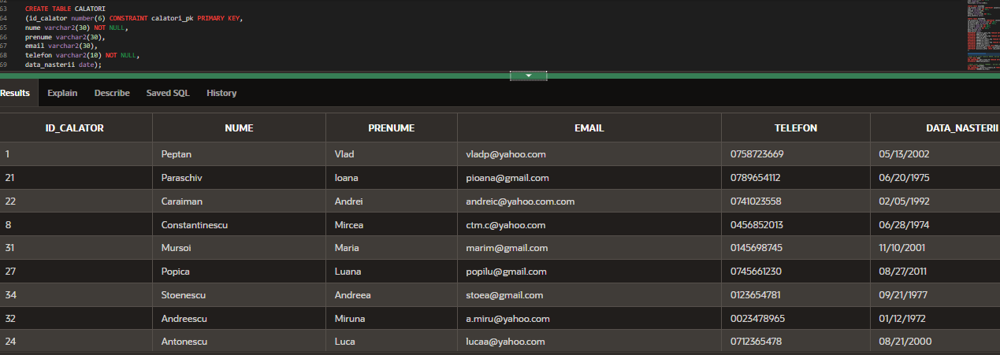 63 CREATE TABLE CALATORI
64 (id_calator number(6) CONSTRAINT calatori_pk PRIMARY KEY,
65 nume varchar2(30) NOT NULL,
66 prenume varchar2(30),
67 email varchar2(30),
68 telefon varchar2(10) NOT NULL,
69 data_nasterii date);
Results Explain Describe Saved SQL History
ID_CALATOR NUME PRENUME EMAIL TELEFON DATA_NASTERII
1 Peptan Vlad vladp@yahoo.com 0758723669 05/13/2002
21 Paraschiv Ioana pioana@gmail.com 0789654112 06/20/1975
22 Caraiman Andrei andreic@yahoo.com.com 0741023558 02/05/1992
8 Constantinescu Mircea ctm.c@yahoo.com 0456852013 06/28/1974
31 Mursoi Maria marim@gmail.com 0145698745 11/10/2001
27 Popica Luana popilu@gmail.com 0745661230 08/27/2011
34 Stoenescu Andreea stoea@gmail.com 0123654781 09/21/1977
32 Andreescu Miruna a.miru@yahoo.com 0023478965 01/12/1972
24 Antonescu Luca lucaa@yahoo.com 0712365478 08/21/2000